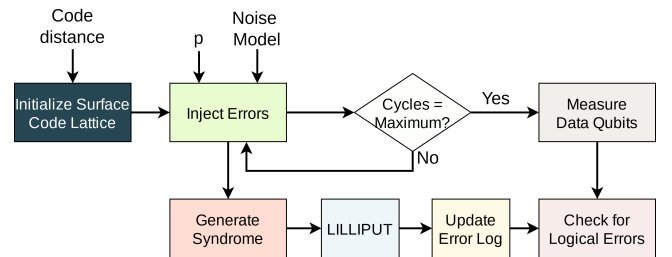 Code
distance
p
Noise
Model
Initialize Surface
Code Lattice
Inject Errors
Cycles =
Maximum?
Yes
No
Measure
Data Qubits
Generate
Syndrome
LILLIPUT
Update
Error Log
Check for
Logical Errors